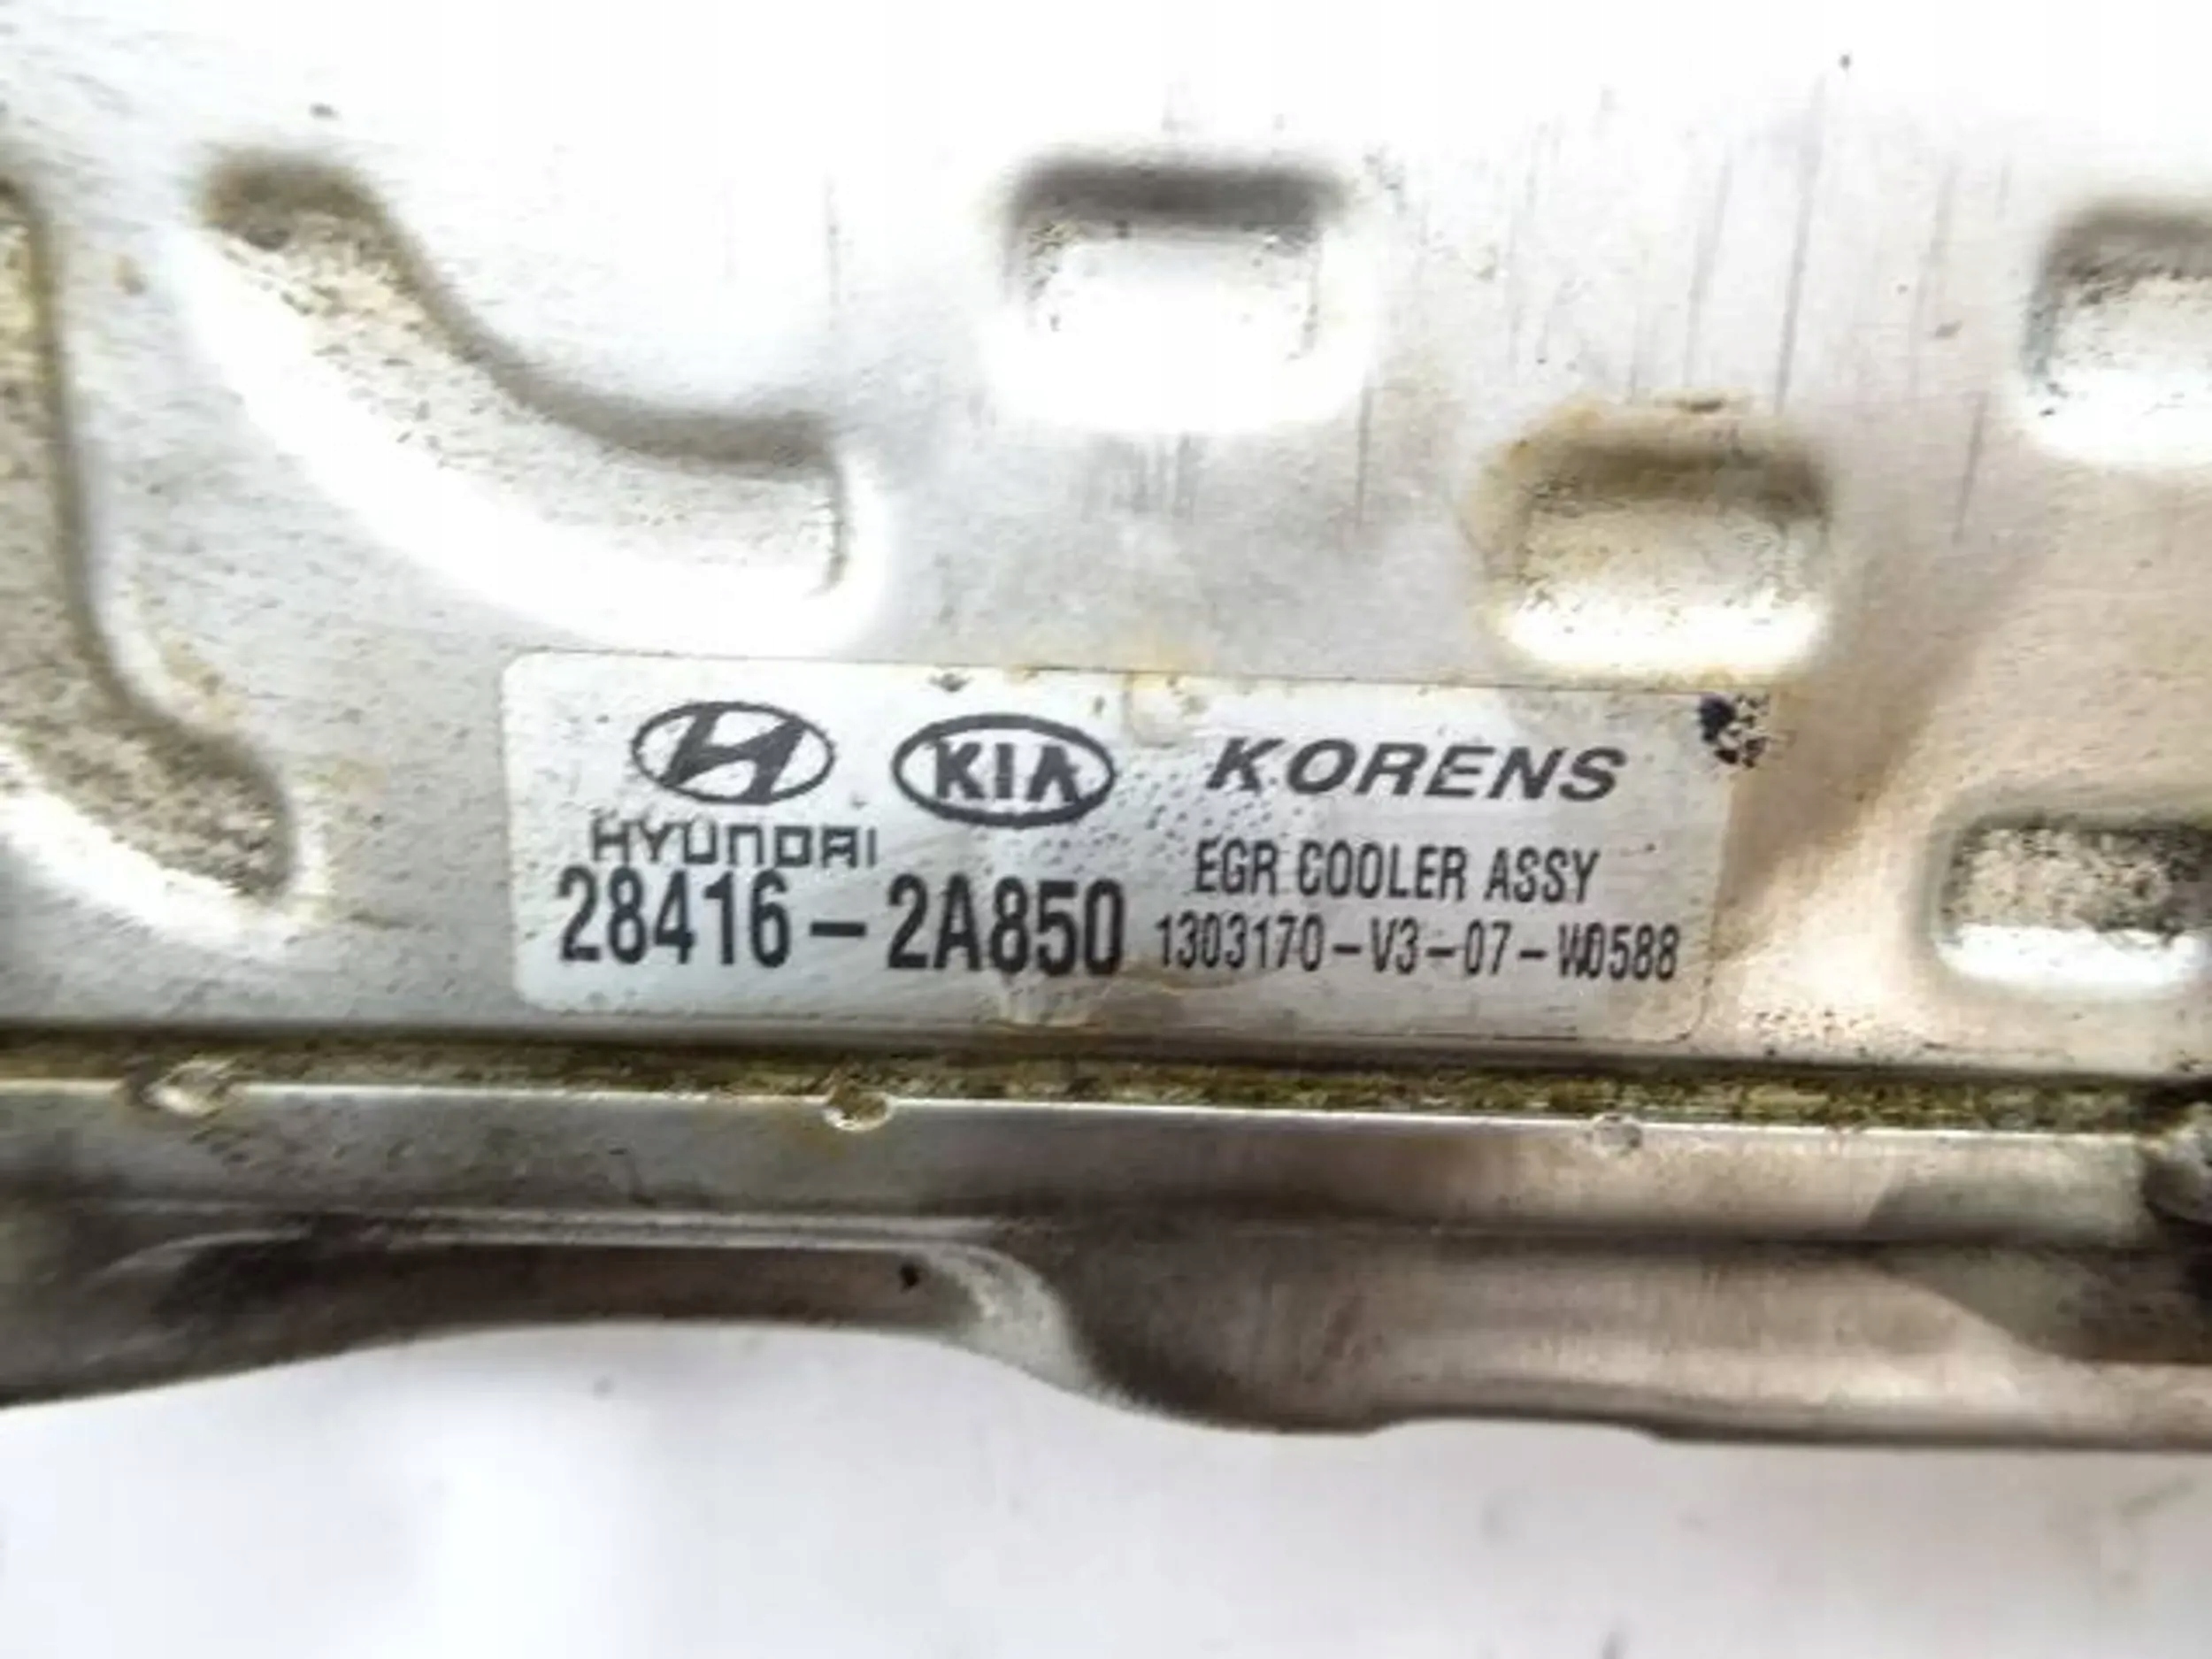 KIA KORENS
HYUNDAI EGR COOLER ASSY
28416-2A850 1303170-V3-07-W0588